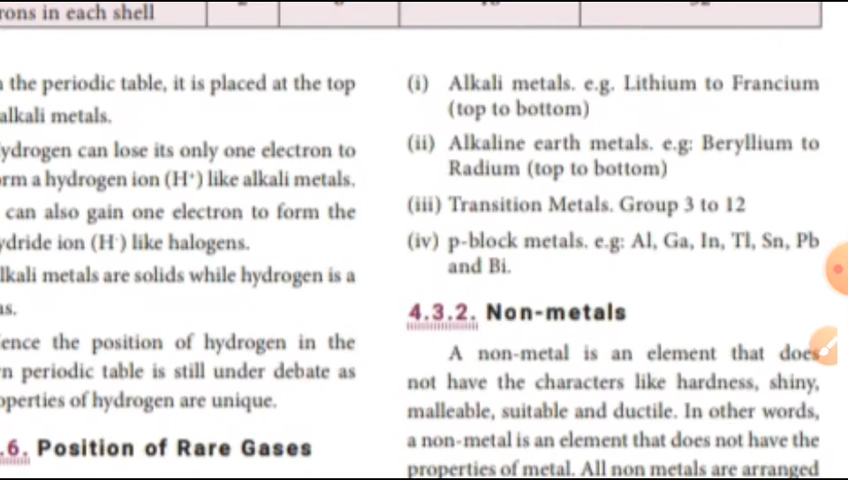 rons in each shell
the periodic table, it is placed at the top
alkali metals.
ydrogen can lose its only one electron to
rm a hydrogen ion (H⁺) like alkali metals.
can also gain one electron to form the
ydride ion (H⁻) like halogens.
lkali metals are solids while hydrogen is a
as.
ence the position of hydrogen in the
n periodic table is still under debate as
operties of hydrogen are unique.
.6. Position of Rare Gases
(i) Alkali metals. e.g. Lithium to Francium
(top to bottom)
(ii) Alkaline earth metals. e.g: Beryllium to
Radium (top to bottom)
(iii) Transition Metals. Group 3 to 12
(iv) p-block metals. e.g: Al, Ga, In, Tl, Sn, Pb
and Bi.
4.3.2. Non-metals
A non-metal is an element that does
not have the characters like hardness, shiny,
malleable, suitable and ductile. In other words,
a non-metal is an element that does not have the
properties of metal. All non metals are arranged